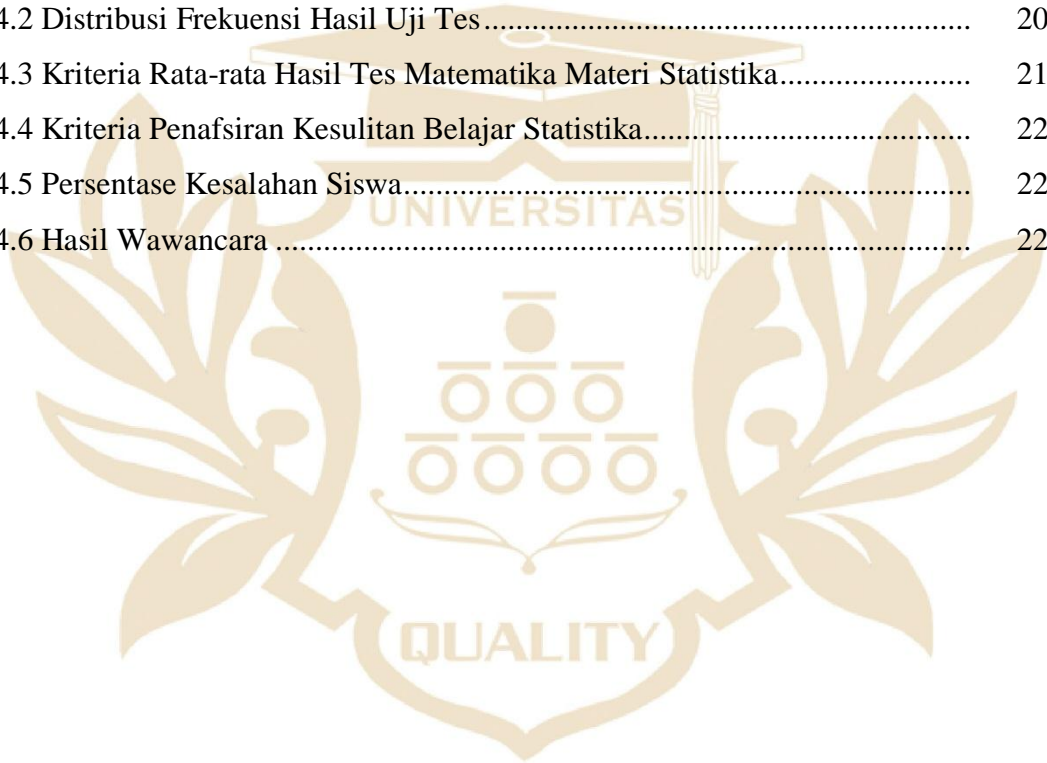 4.2 Distribusi Frekuensi Hasil Uji Tes............................................................. 20
4.3 Kriteria Rata-rata Hasil Tes Matematika Materi Statistika........................ 21
4.4 Kriteria Penafsiran Kesulitan Belajar Statistika......................................... 22
4.5 Persentase Kesalahan Siswa....................................................................... 22
UNIVERSITAS
4.6 Hasil Wawancara ....................................................................................... 22
QUALITY